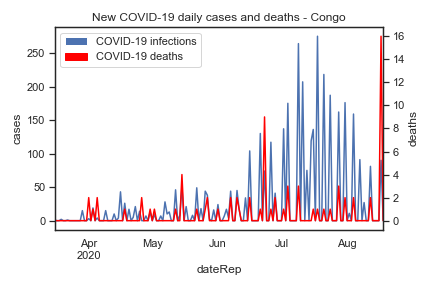 New COVID-19 daily cases and deaths - Congo
COVID-19 infections
COVID-19 deaths
250
200
150
100
50
0
cases
16
14
12
10
8
6
4
2
0
deaths
Apr
2020
May
Jun
Jul
Aug
dateRep